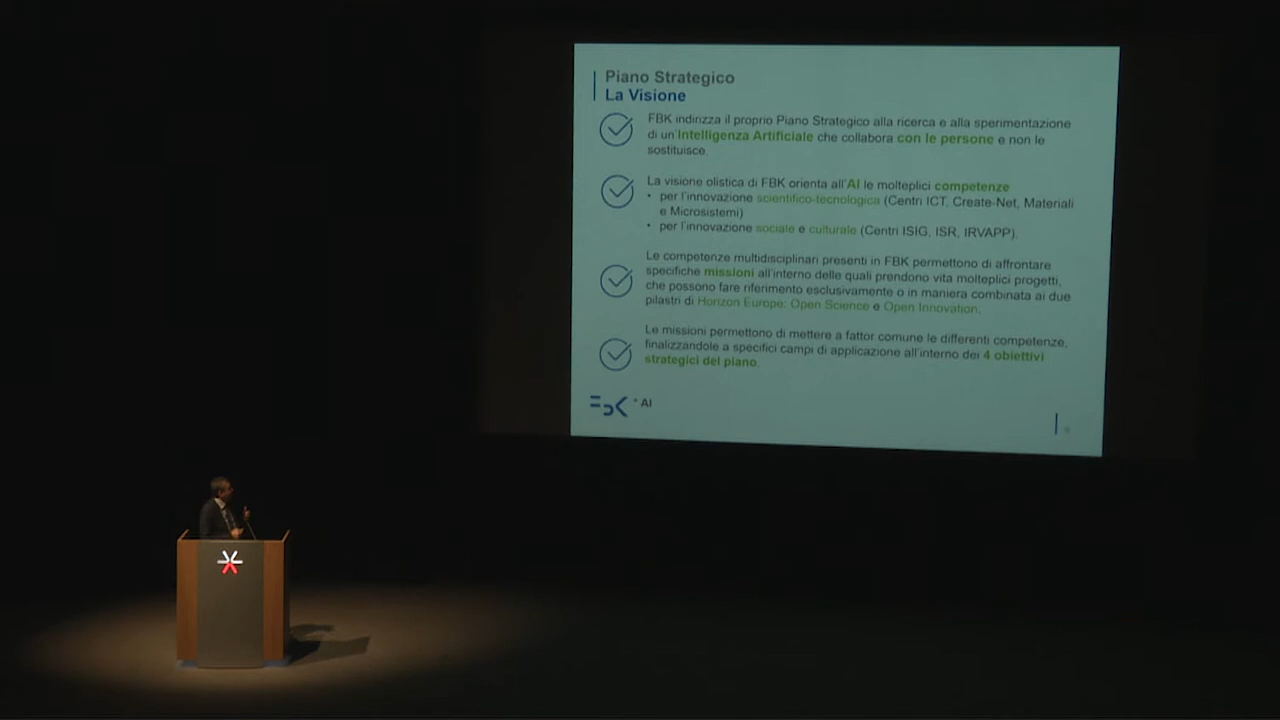 Piano Strategico
La Visione
FBK indirizza il proprio Piano Strategico alla ricerca e alla sperimentazione
di un'Intelligenza Artificiale che collabora con le persone e non le
sostituisce.
La visione olistica di FBK orienta all'AI le molteplici competenze
• per l'innovazione scientifico-tecnologica (Centri ICT, Create-Net, Materiali
e Microsistemi)
• per l'innovazione sociale e culturale (Centri ISIG, ISR, IRVAPP).
Le competenze multidisciplinari presenti in FBK permettono di affrontare
specifiche missioni all'interno delle quali prendono vita molteplici progetti,
che possono fare riferimento esclusivamente o in maniera combinata ai due
pilastri di Horizon Europe: Open Science e Open Innovation.
Le missioni permettono di mettere a fattor comune le differenti competenze,
finalizzandole a specifici campi di applicazione all'interno dei 4 obiettivi
strategici del piano.
FBK * AI